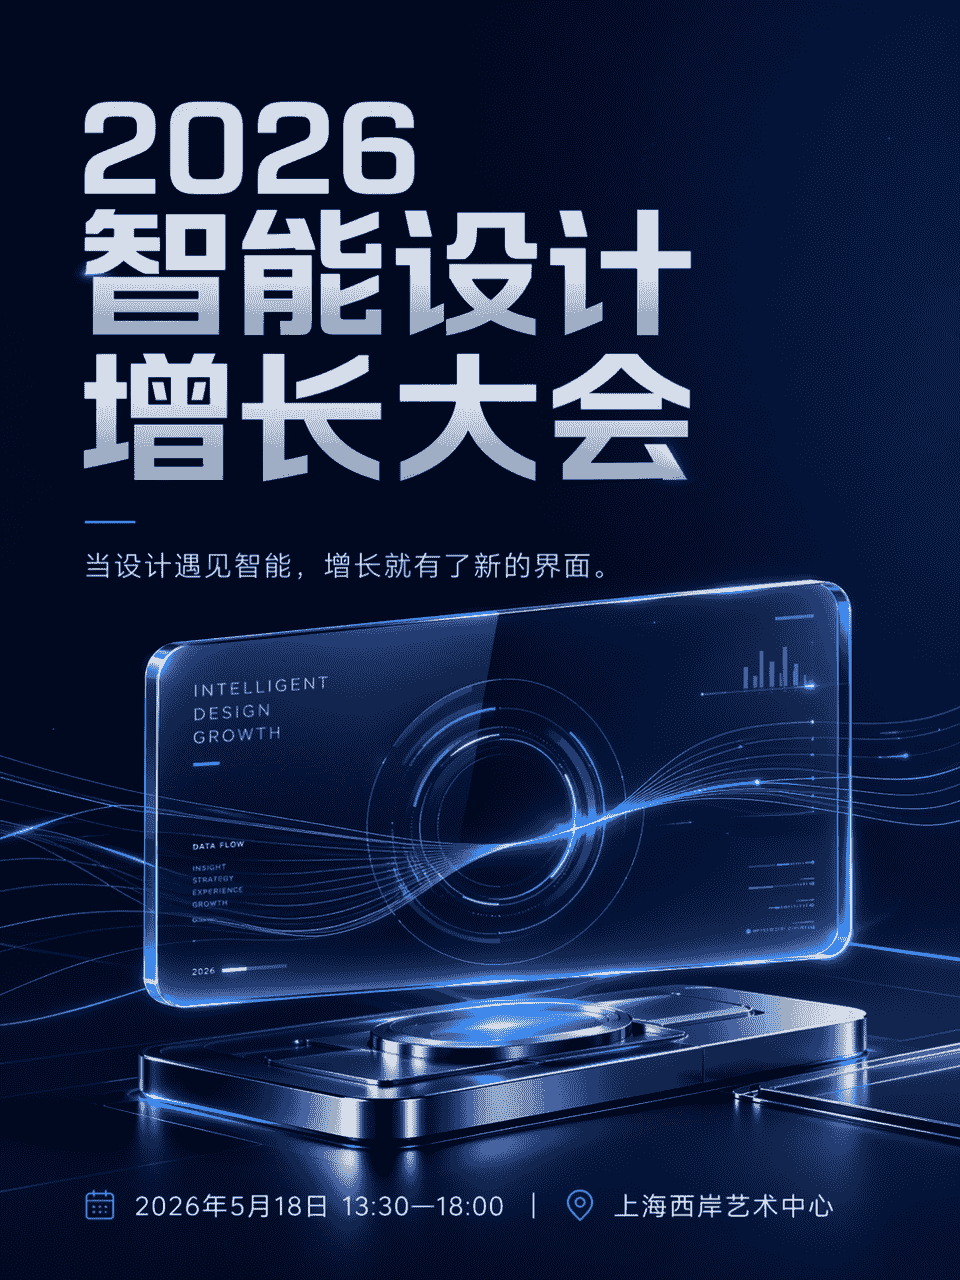 2026
智能设计
增长大会
当设计遇见智能，增长就有了新的界面。
INTELLIGENT
DESIGN
GROWTH
DATA FLOW
INSIGHT
STRATEGY
EXPERIENCE
GROWTH
2026
2026年5月18日 13:30—18:00 | 上海西岸艺术中心